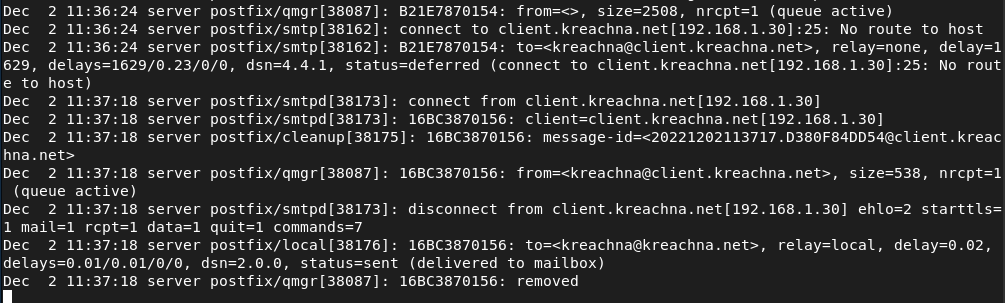 Dec  2 11:36:24 server postfix/qmgr[38087]: B21E7870154: from=<>, size=2508, nrcpt=1 (queue active)
Dec  2 11:36:24 server postfix/smtp[38162]: connect to client.kreachna.net[192.168.1.30]:25: No route to host
Dec  2 11:36:24 server postfix/smtp[38162]: B21E7870154: to=<kreachna@client.kreachna.net>, relay=none, delay=1
629, delays=1629/0.23/0/0, dsn=4.4.1, status=deferred (connect to client.kreachna.net[192.168.1.30]:25: No rout
e to host)
Dec  2 11:37:18 server postfix/smtpd[38173]: connect from client.kreachna.net[192.168.1.30]
Dec  2 11:37:18 server postfix/smtpd[38173]: 16BC3870156: client=client.kreachna.net[192.168.1.30]
Dec  2 11:37:18 server postfix/cleanup[38175]: 16BC3870156: message-id=<20221202113717.D380F84DD54@client.kreac
hna.net>
Dec  2 11:37:18 server postfix/qmgr[38087]: 16BC3870156: from=<kreachna@client.kreachna.net>, size=538, nrcpt=1
 (queue active)
Dec  2 11:37:18 server postfix/smtpd[38173]: disconnect from client.kreachna.net[192.168.1.30] ehlo=2 starttls=
1 mail=1 rcpt=1 data=1 quit=1 commands=7
Dec  2 11:37:18 server postfix/local[38176]: 16BC3870156: to=<kreachna@kreachna.net>, relay=local, delay=0.02, 
delays=0.01/0.01/0/0, dsn=2.0.0, status=sent (delivered to mailbox)
Dec  2 11:37:18 server postfix/qmgr[38087]: 16BC3870156: removed